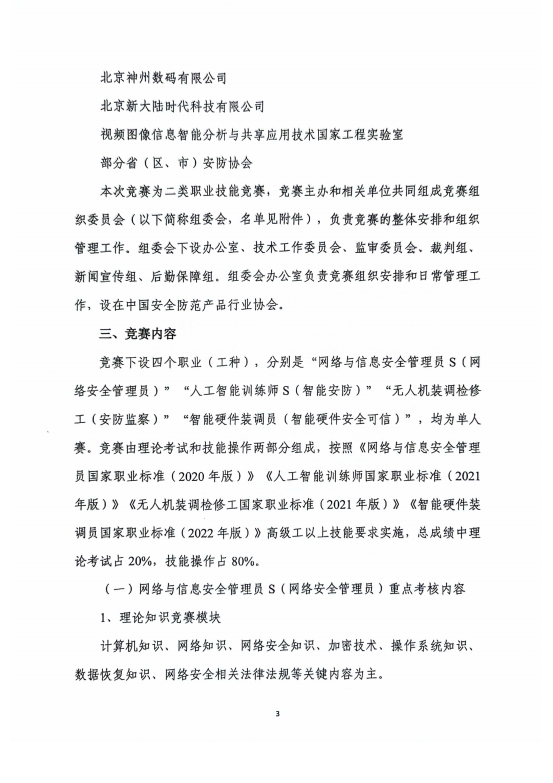 北京神州数码有限公司
北京新大陆时代科技有限公司
视频图像信息智能分析与共享应用技术国家工程实验室
部分省（区、市）安防协会
本次竞赛为二类职业技能竞赛，竞赛主办和相关单位共同组成竞赛组
织委员会（以下简称组委会，名单见附件），负责竞赛的整体安排和组织
管理工作。组委会下设办公室、技术工作委员会、监审委员会、裁判组、
新闻宣传组、后勤保障组。组委会办公室负责竞赛组织安排和日常管理工
作，设在中国安全防范产品行业协会。
三、竞赛内容
竞赛下设四个职业（工种），分别是“网络与信息安全管理员S（网
络安全管理员）”“人工智能训练师S（智能安防）”“无人机装调检修
工（安防监察）”“智能硬件装调员（智能硬件安全可信）”，均为单人
赛。竞赛由理论考试和技能操作两部分组成，按照《网络与信息安全管理
员国家职业标准（2020年版）》《人工智能训练师国家职业标准（2021
年版）》《无人机装调检修工国家职业标准（2021年版）》《智能硬件装
调员国家职业标准（2022年版）》高级工以上技能要求实施，总成绩中理
论考试占20%，技能操作占80%。
（一）网络与信息安全管理员S（网络安全管理员）重点考核内容
1、理论知识竞赛模块
计算机知识、网络知识、网络安全知识、加密技术、操作系统知识、
数据恢复知识、网络安全相关法律法规等关键内容为主。
3